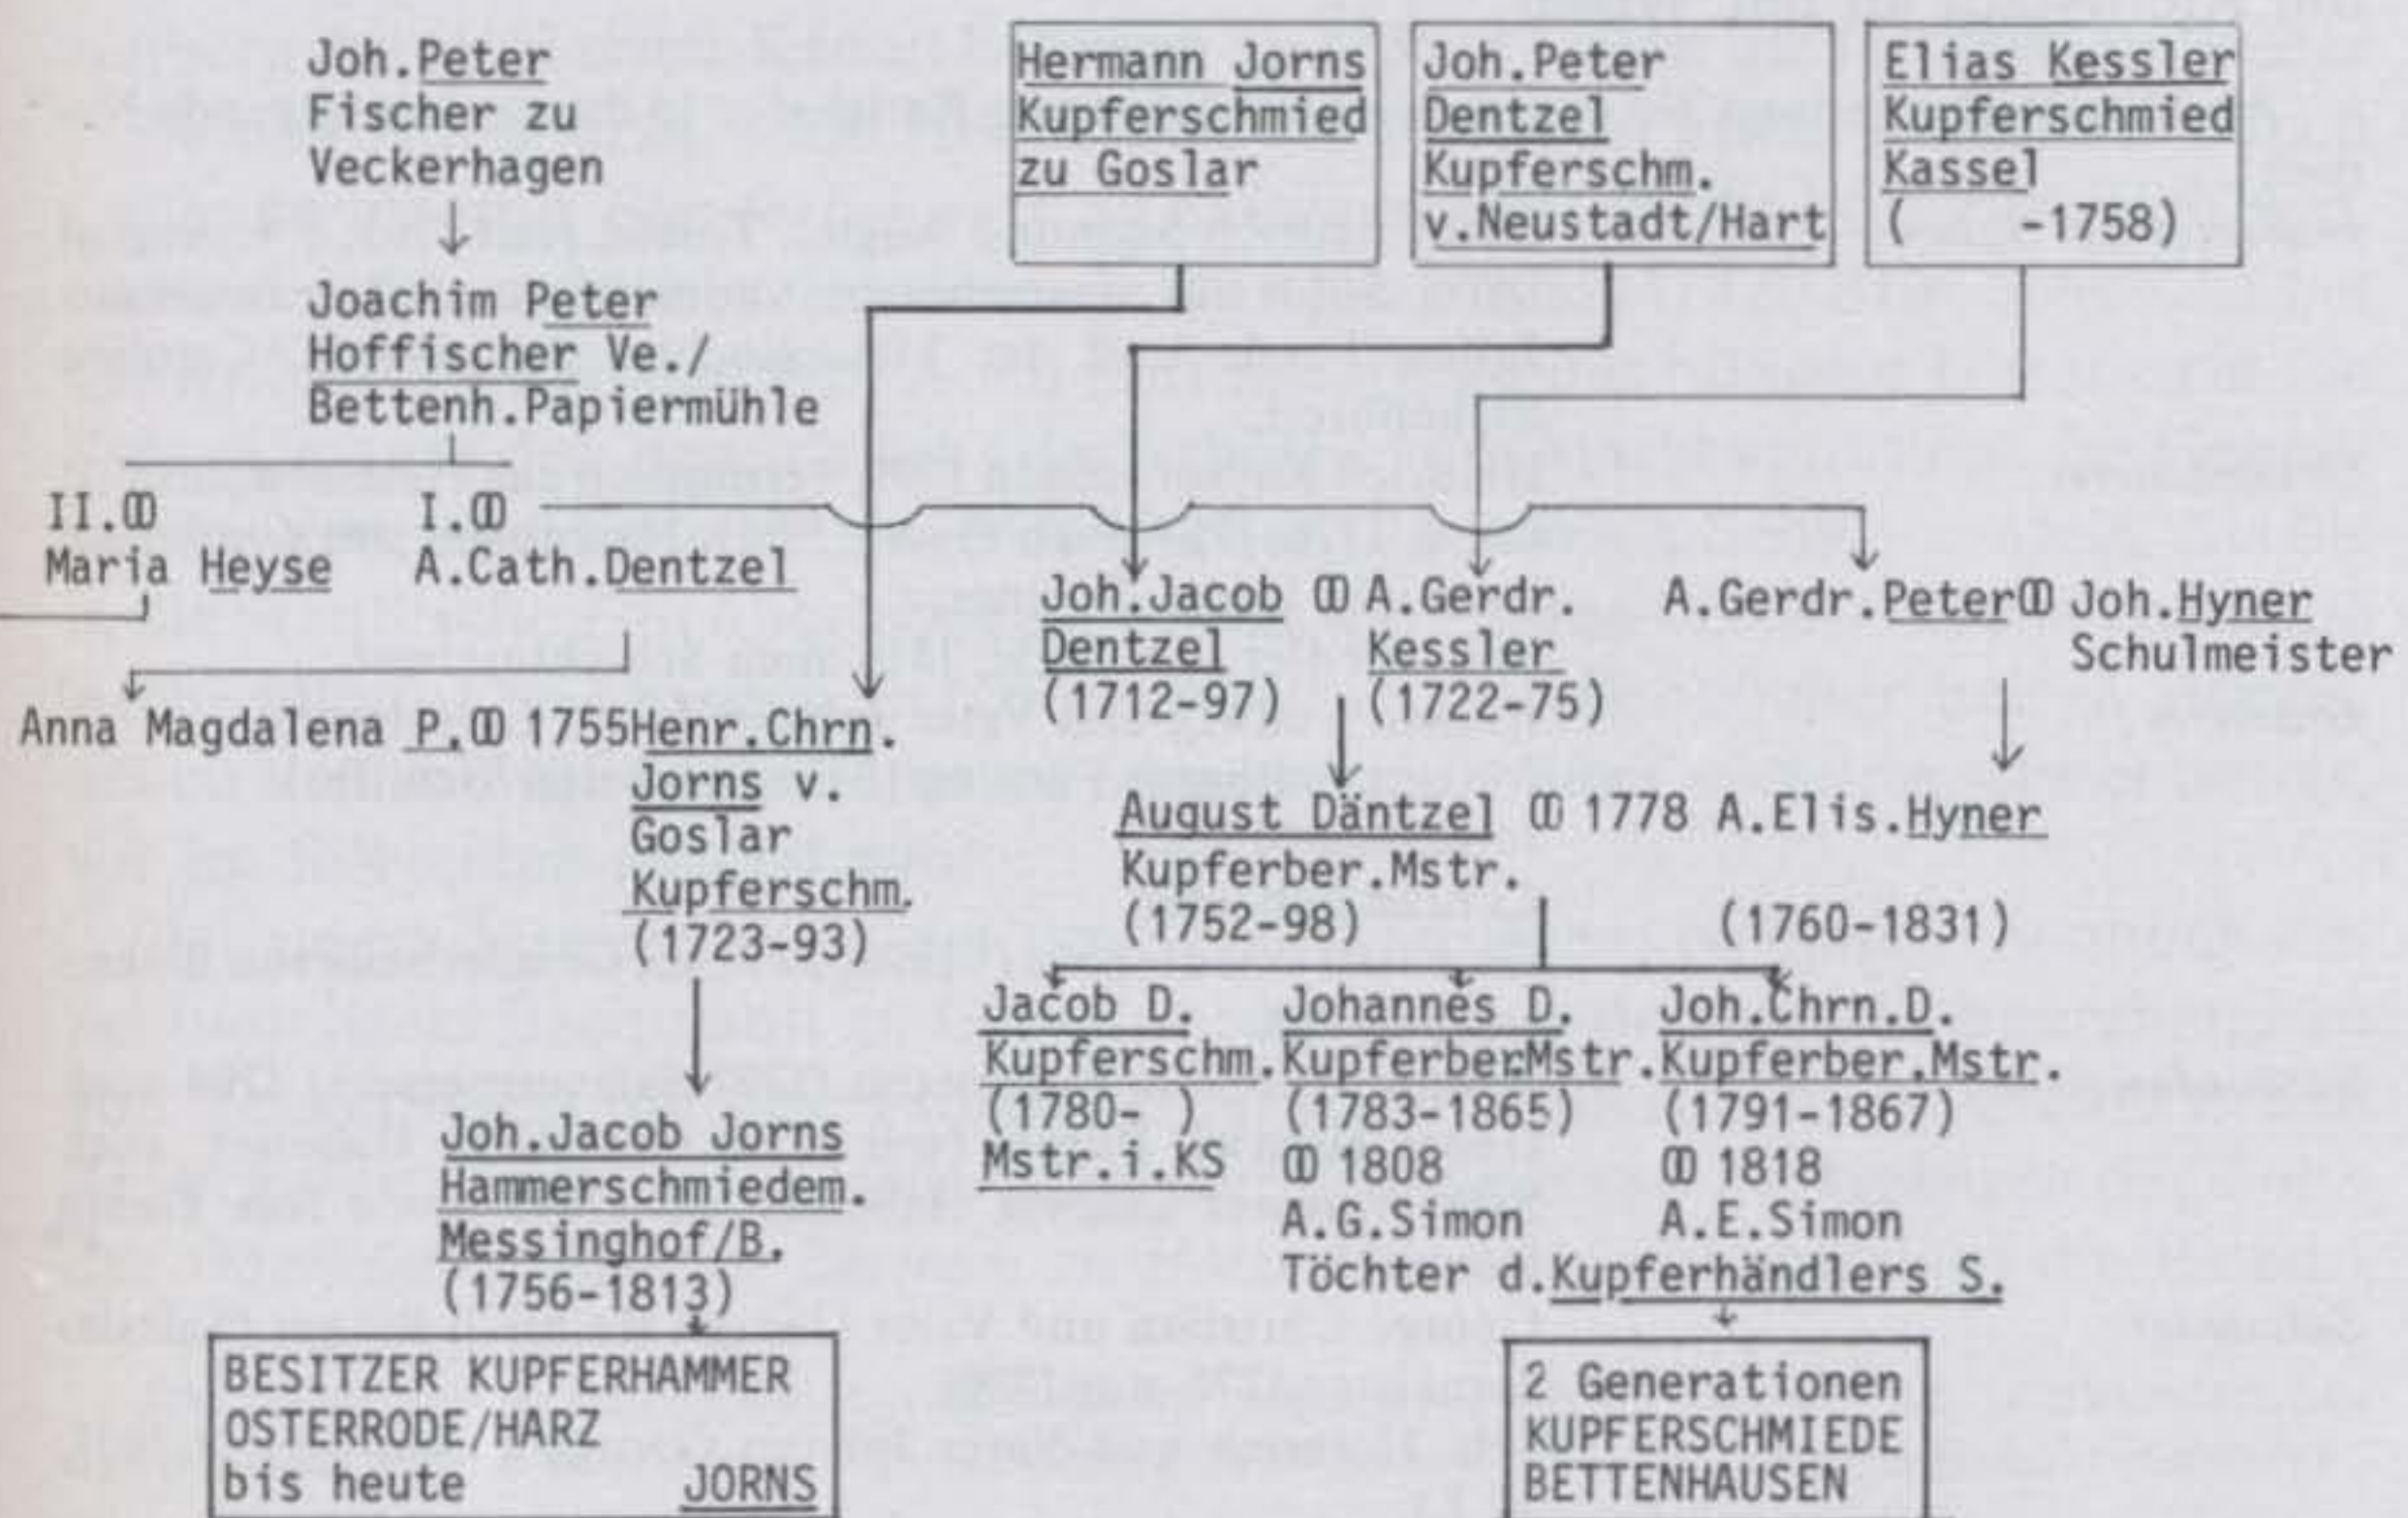 Joh.Peter
Fischer zu
Veckerhagen
Hermann Jorns
Kupferschmied
zu Goslar
Joh.Peter
Dentzel
Kupferschm.
v.Neustadt/Hart
Elias Kessler
Kupferschmied
Kassel
( -1758)
Joachim Peter
Hoffischer Ve./
Bettenh.Papiermühle
II.ↀ
Maria Heyse
I.ↀ
A.Cath.Dentzel
Joh.Jacob ↀ A.Gerdr.
Dentzel Kessler
(1712-97) (1722-75)
A.Gerdr.Peterↀ Joh.Hyner
Schulmeister
Anna Magdalena P.ↀ 1755Henr.Chrn.
Jorns v.
Goslar
Kupferschm.
(1723-93)
August Däntzel ↀ 1778 A.Elis.Hyner
Kupferber.Mstr.
(1752-98) (1760-1831)
Jacob D.
Kupferschm.
(1780- )
Mstr.i.KS
Johannes D.
Kupferber.Mstr.
(1783-1865)
ↀ 1808
A.G.Simon
Joh.Chrn.D.
Kupferber.Mstr.
(1791-1867)
ↀ 1818
A.E.Simon
Töchter d.Kupferhändlers S.
Joh.Jacob Jorns
Hammerschmiedem.
Messinghof/B.
(1756-1813)
BESITZER KUPFERHAMMER
OSTERRODE/HARZ
bis heute JORNS
2 Generationen
KUPFERSCHMIEDE
BETTENHAUSEN